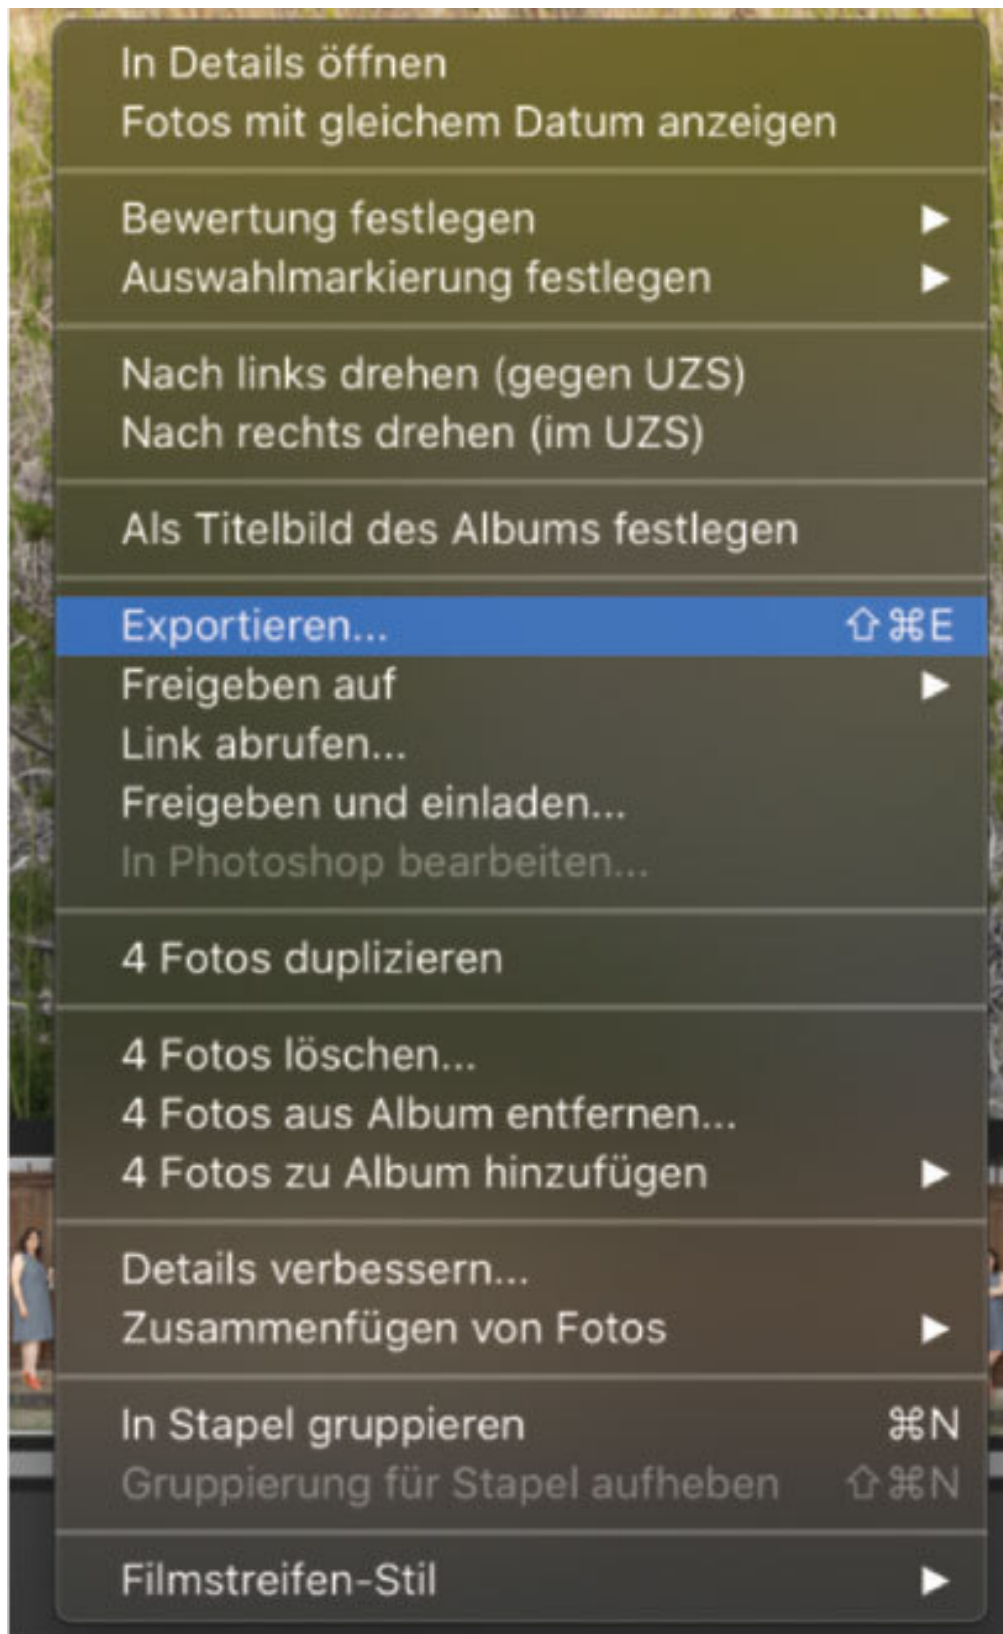 In Details öffnen
Fotos mit gleichem Datum anzeigen
Bewertung festlegen ▶
Auswahlmarkierung festlegen ▶
Nach links drehen (gegen UZS)
Nach rechts drehen (im UZS)
Als Titelbild des Albums festlegen
Exportieren... ⇧⌘E
Freigeben auf ▶
Link abrufen...
Freigeben und einladen...
In Photoshop bearbeiten...
4 Fotos duplizieren
4 Fotos löschen...
4 Fotos aus Album entfernen...
4 Fotos zu Album hinzufügen ▶
Details verbessern...
Zusammenfügen von Fotos ▶
In Stapel gruppieren ⌘N
Gruppierung für Stapel aufheben ⇧⌘N
Filmstreifen-Stil ▶